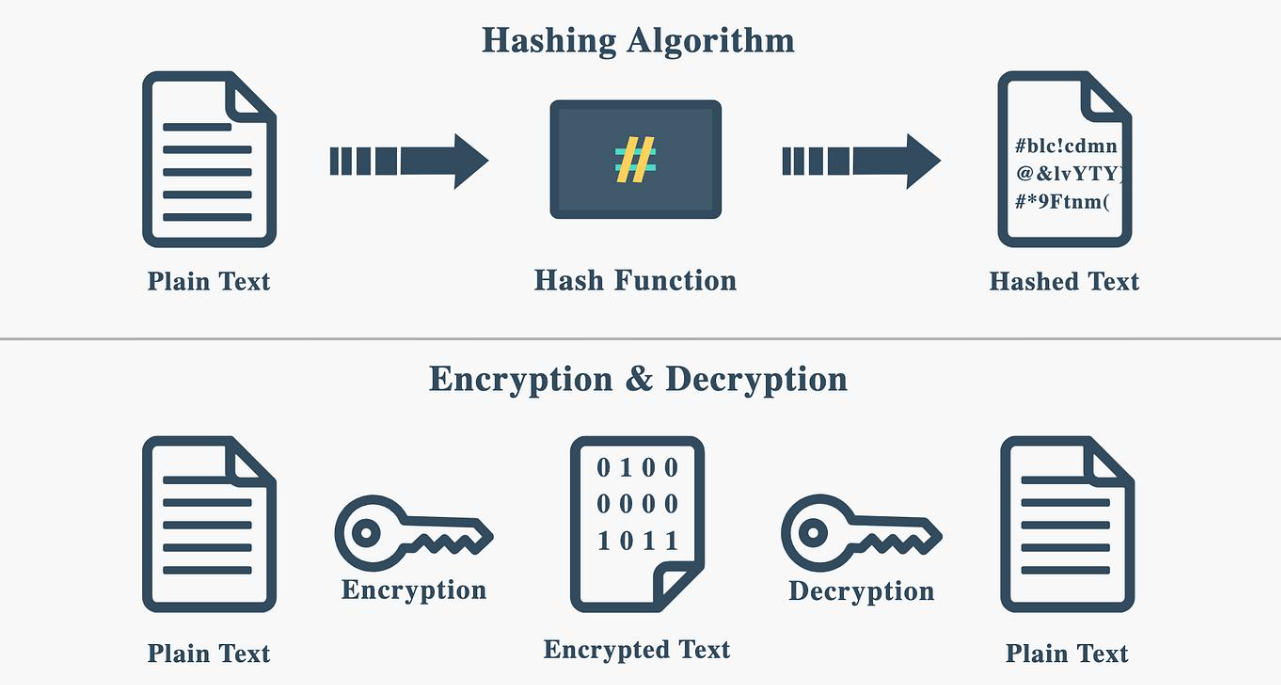 Hashing Algorithm
#
#blc!cdmn
@&lvYTY}
#*9Ftnm(
Plain Text
Hash Function
Hashed Text
Encryption & Decryption
0 1 0 0
0 0 0 0
1 0 1 1
Encryption
Decryption
Plain Text
Encrypted Text
Plain Text